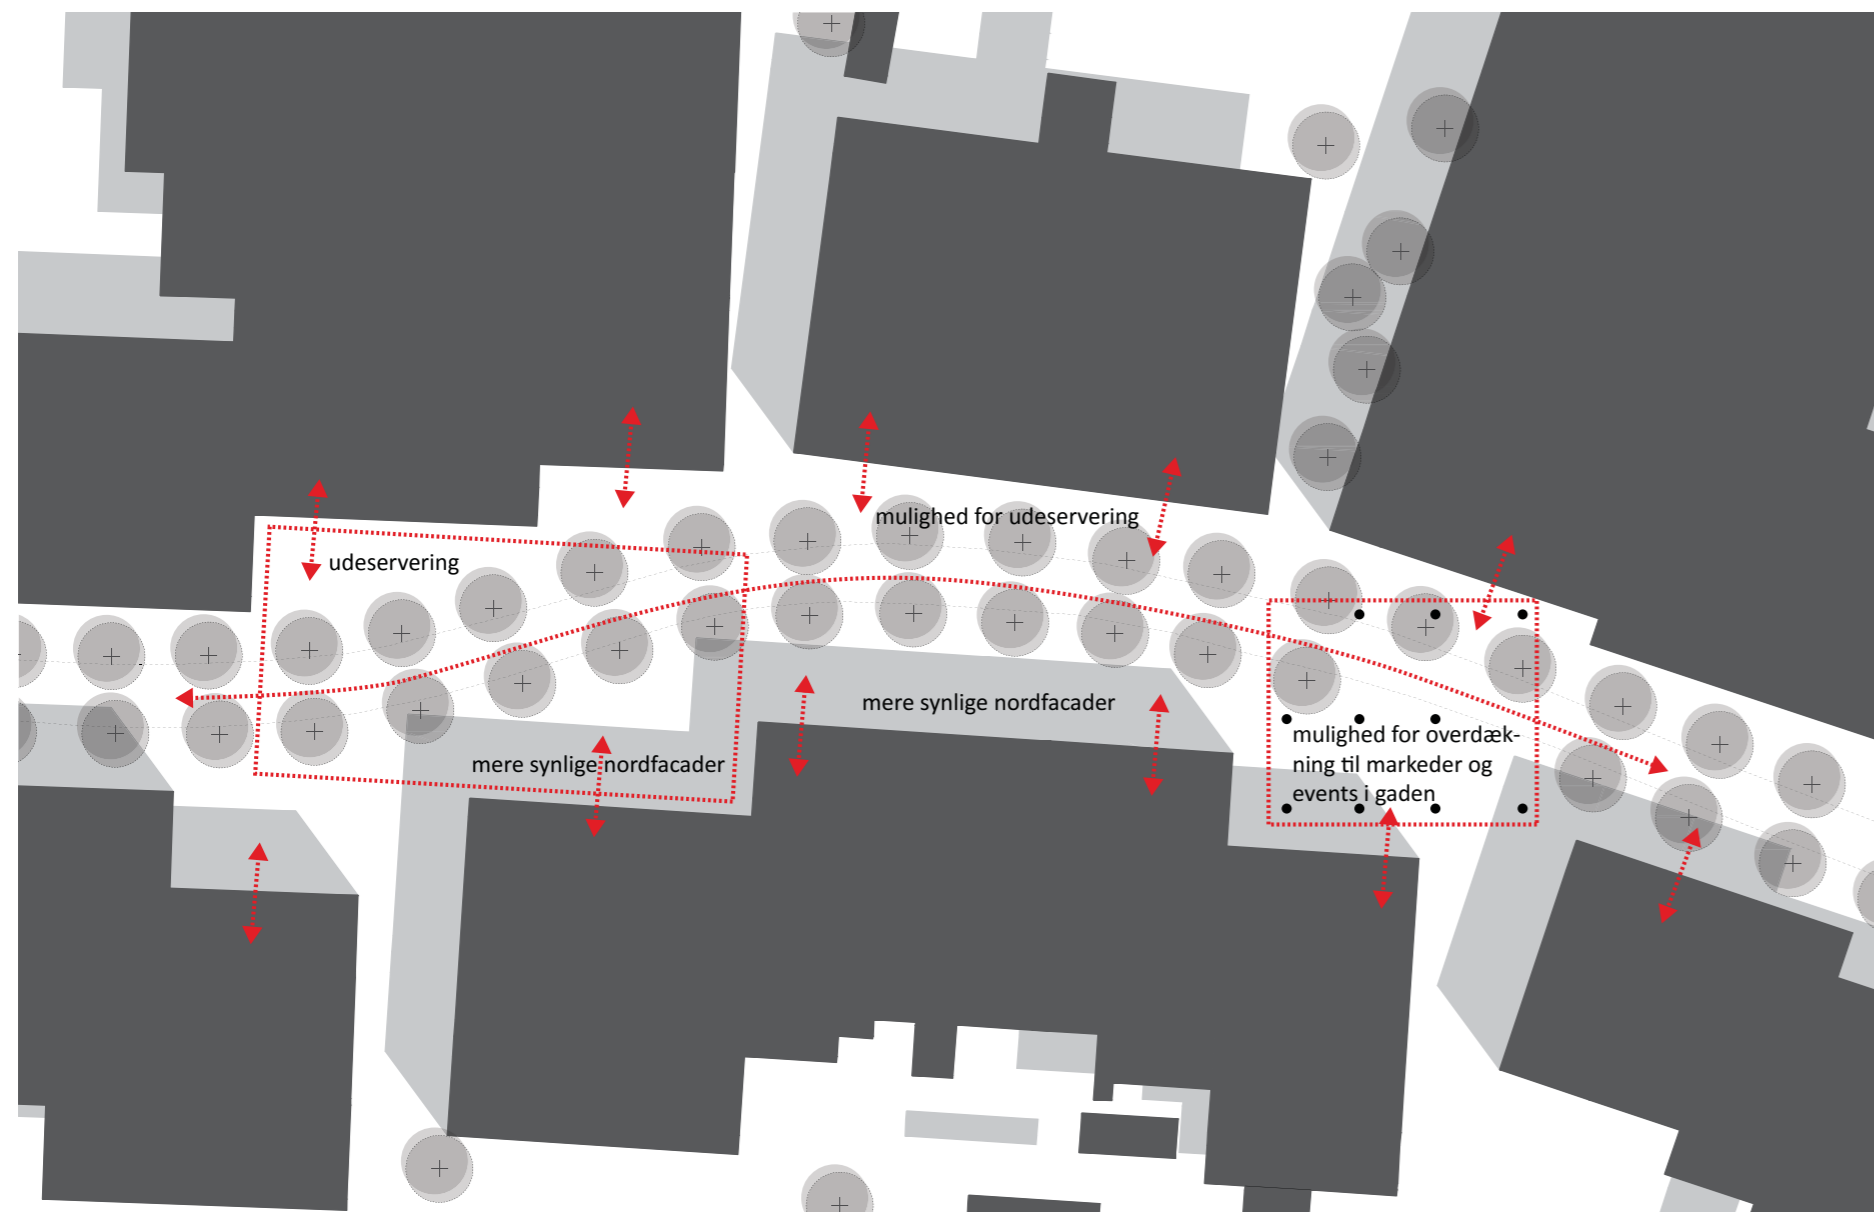 mulighed for udeservering
udeservering
mere synlige nordfacader
mere synlige nordfacader
mulighed for overdæk-
ning til markeder og
events i gaden